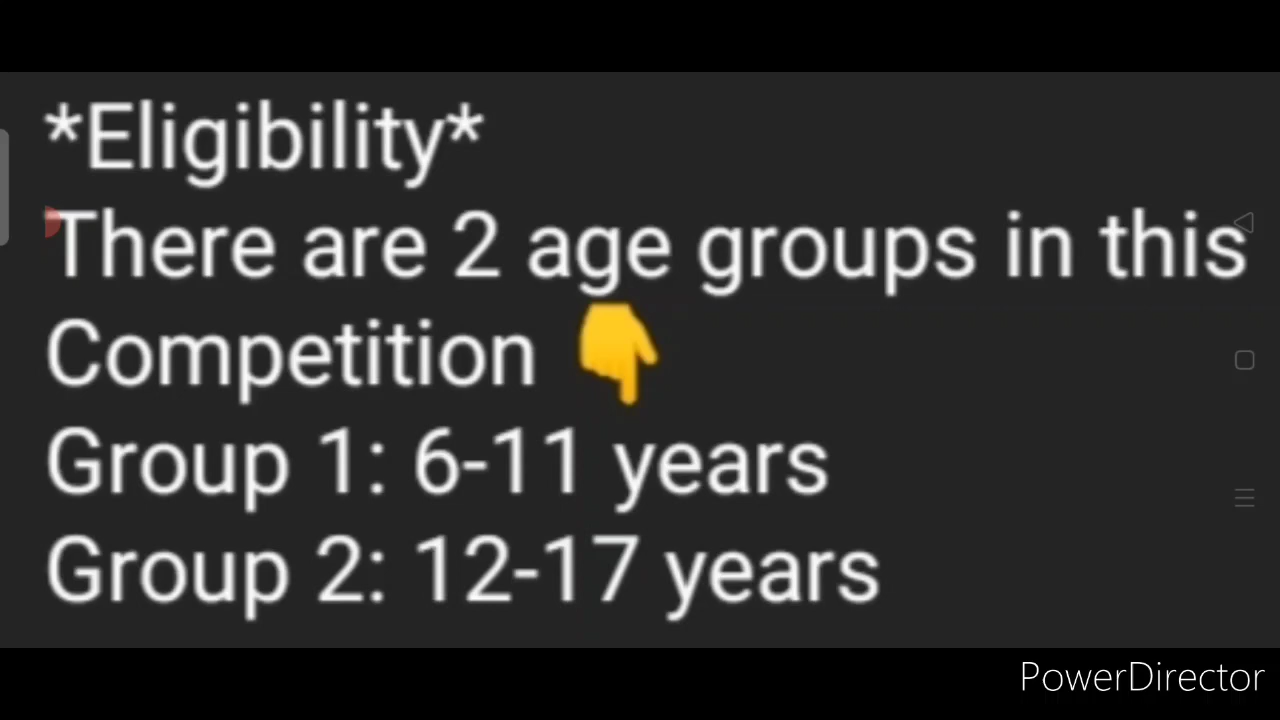 *Eligibility*
There are 2 age groups in this
Competition 👇
Group 1: 6-11 years
Group 2: 12-17 years
PowerDirector